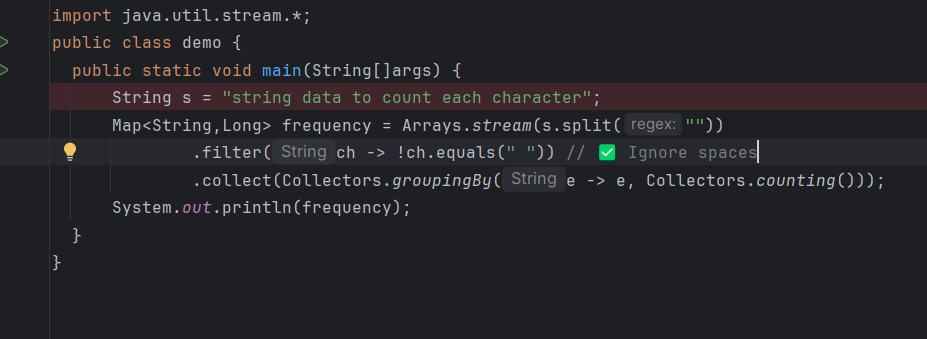 import java.util.stream.*;
public class demo {
public static void main(String[]args) {
String s = "string data to count each character";
Map<String,Long> frequency = Arrays.stream(s.split( regex: ""))
.filter( String ch -> !ch.equals(" ")) // ✅ Ignore spaces
.collect(Collectors.groupingBy( String e -> e, Collectors.counting()));
System.out.println(frequency);
}
}